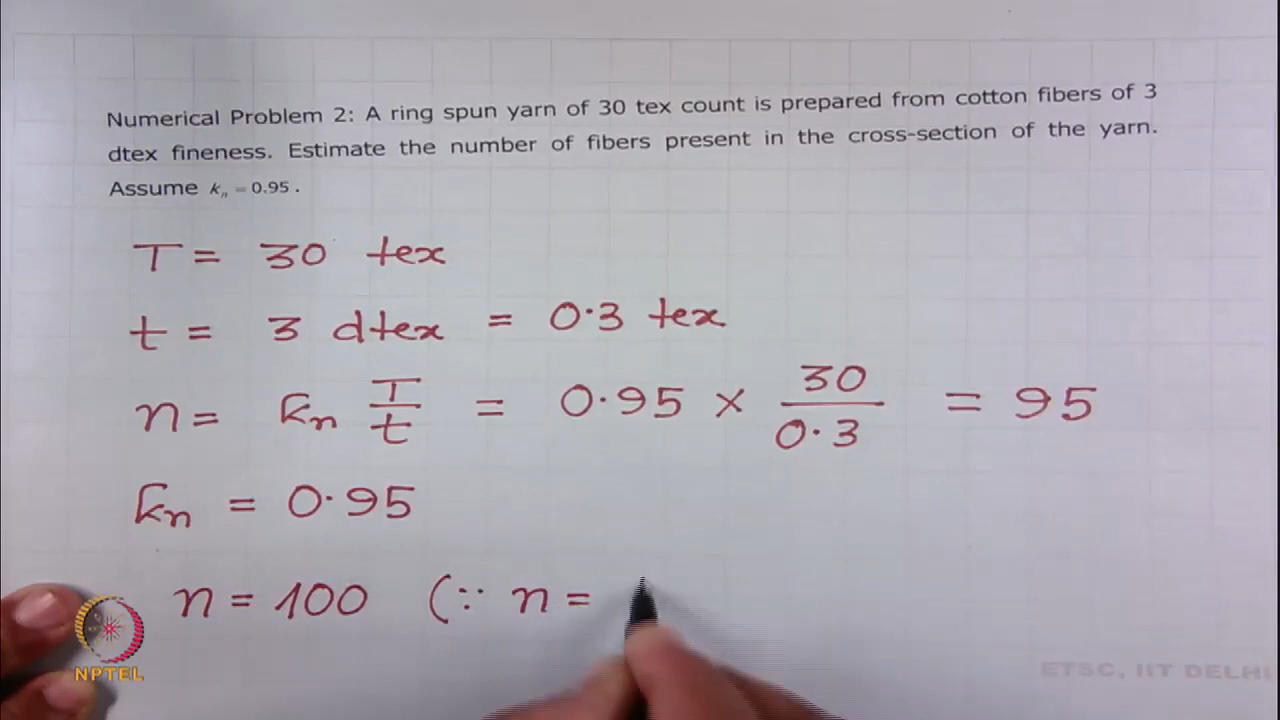 Numerical Problem 2: A ring spun yarn of 30 tex count is prepared from cotton fibers of 3
dtex fineness. Estimate the number of fibers present in the cross-section of the yarn.
Assume kₙ = 0.95.
T = 30 tex
t = 3 dtex = 0.3 tex
n = kₙ T/t = 0.95 × 30/0.3 = 95
kₙ = 0.95
n = 100 (∵ n =
NPTEL
ETSC, IIT DELHI